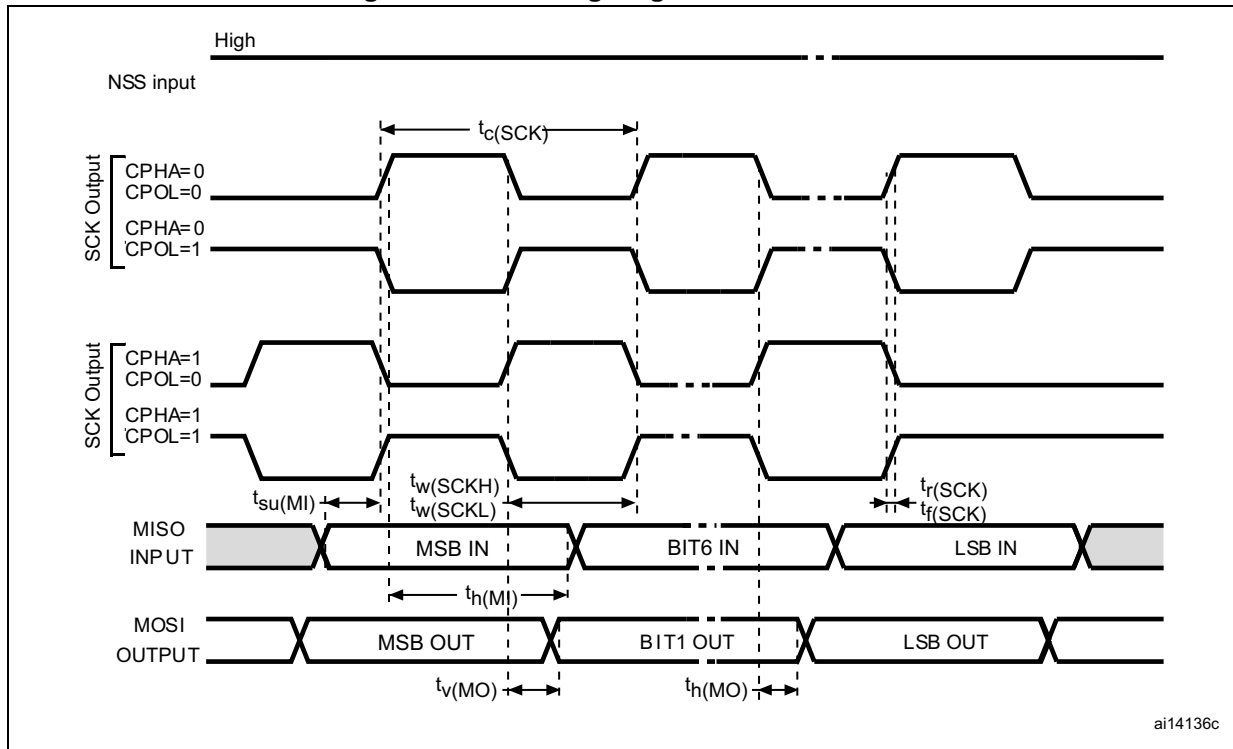 High
NSS input
tc(SCK)
SCK Output
CPHA=0
CPOL=0
CPHA=0
CPOL=1
SCK Output
CPHA=1
CPOL=0
CPHA=1
CPOL=1
tsu(MI)
tw(SCKH)
tw(SCKL)
tr(SCK)
tf(SCK)
MISO
INPUT
MSB IN
BIT6 IN
LSB IN
th(MI)
MOSI
OUTPUT
MSB OUT
BIT1 OUT
LSB OUT
tv(MO)
th(MO)
ai14136c